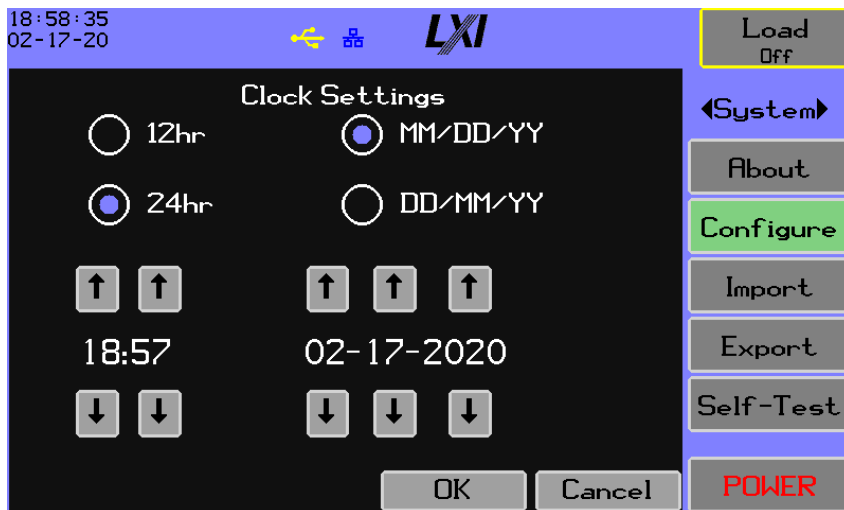 18:58:35
02-17-20
LXI
Load
Off
Clock Settings
◀System▶
12hr
MM/DD/YY
About
24hr
DD/MM/YY
Configure
↑ ↑ ↑ ↑ ↑
Import
18:57
02-17-2020
Export
↓ ↓ ↓ ↓ ↓
Self-Test
OK
Cancel
POWER